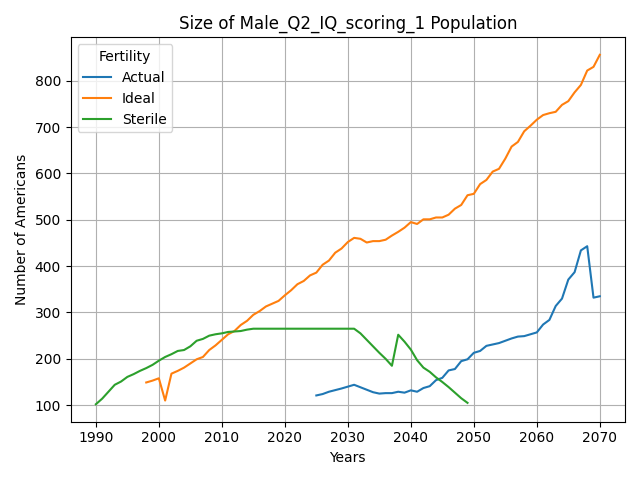 Size of Male_Q2_IQ_scoring_1 Population
Fertility
Actual
Ideal
Sterile
Number of Americans
800
700
600
500
400
300
200
100
1990 2000 2010 2020 2030 2040 2050 2060 2070
Years